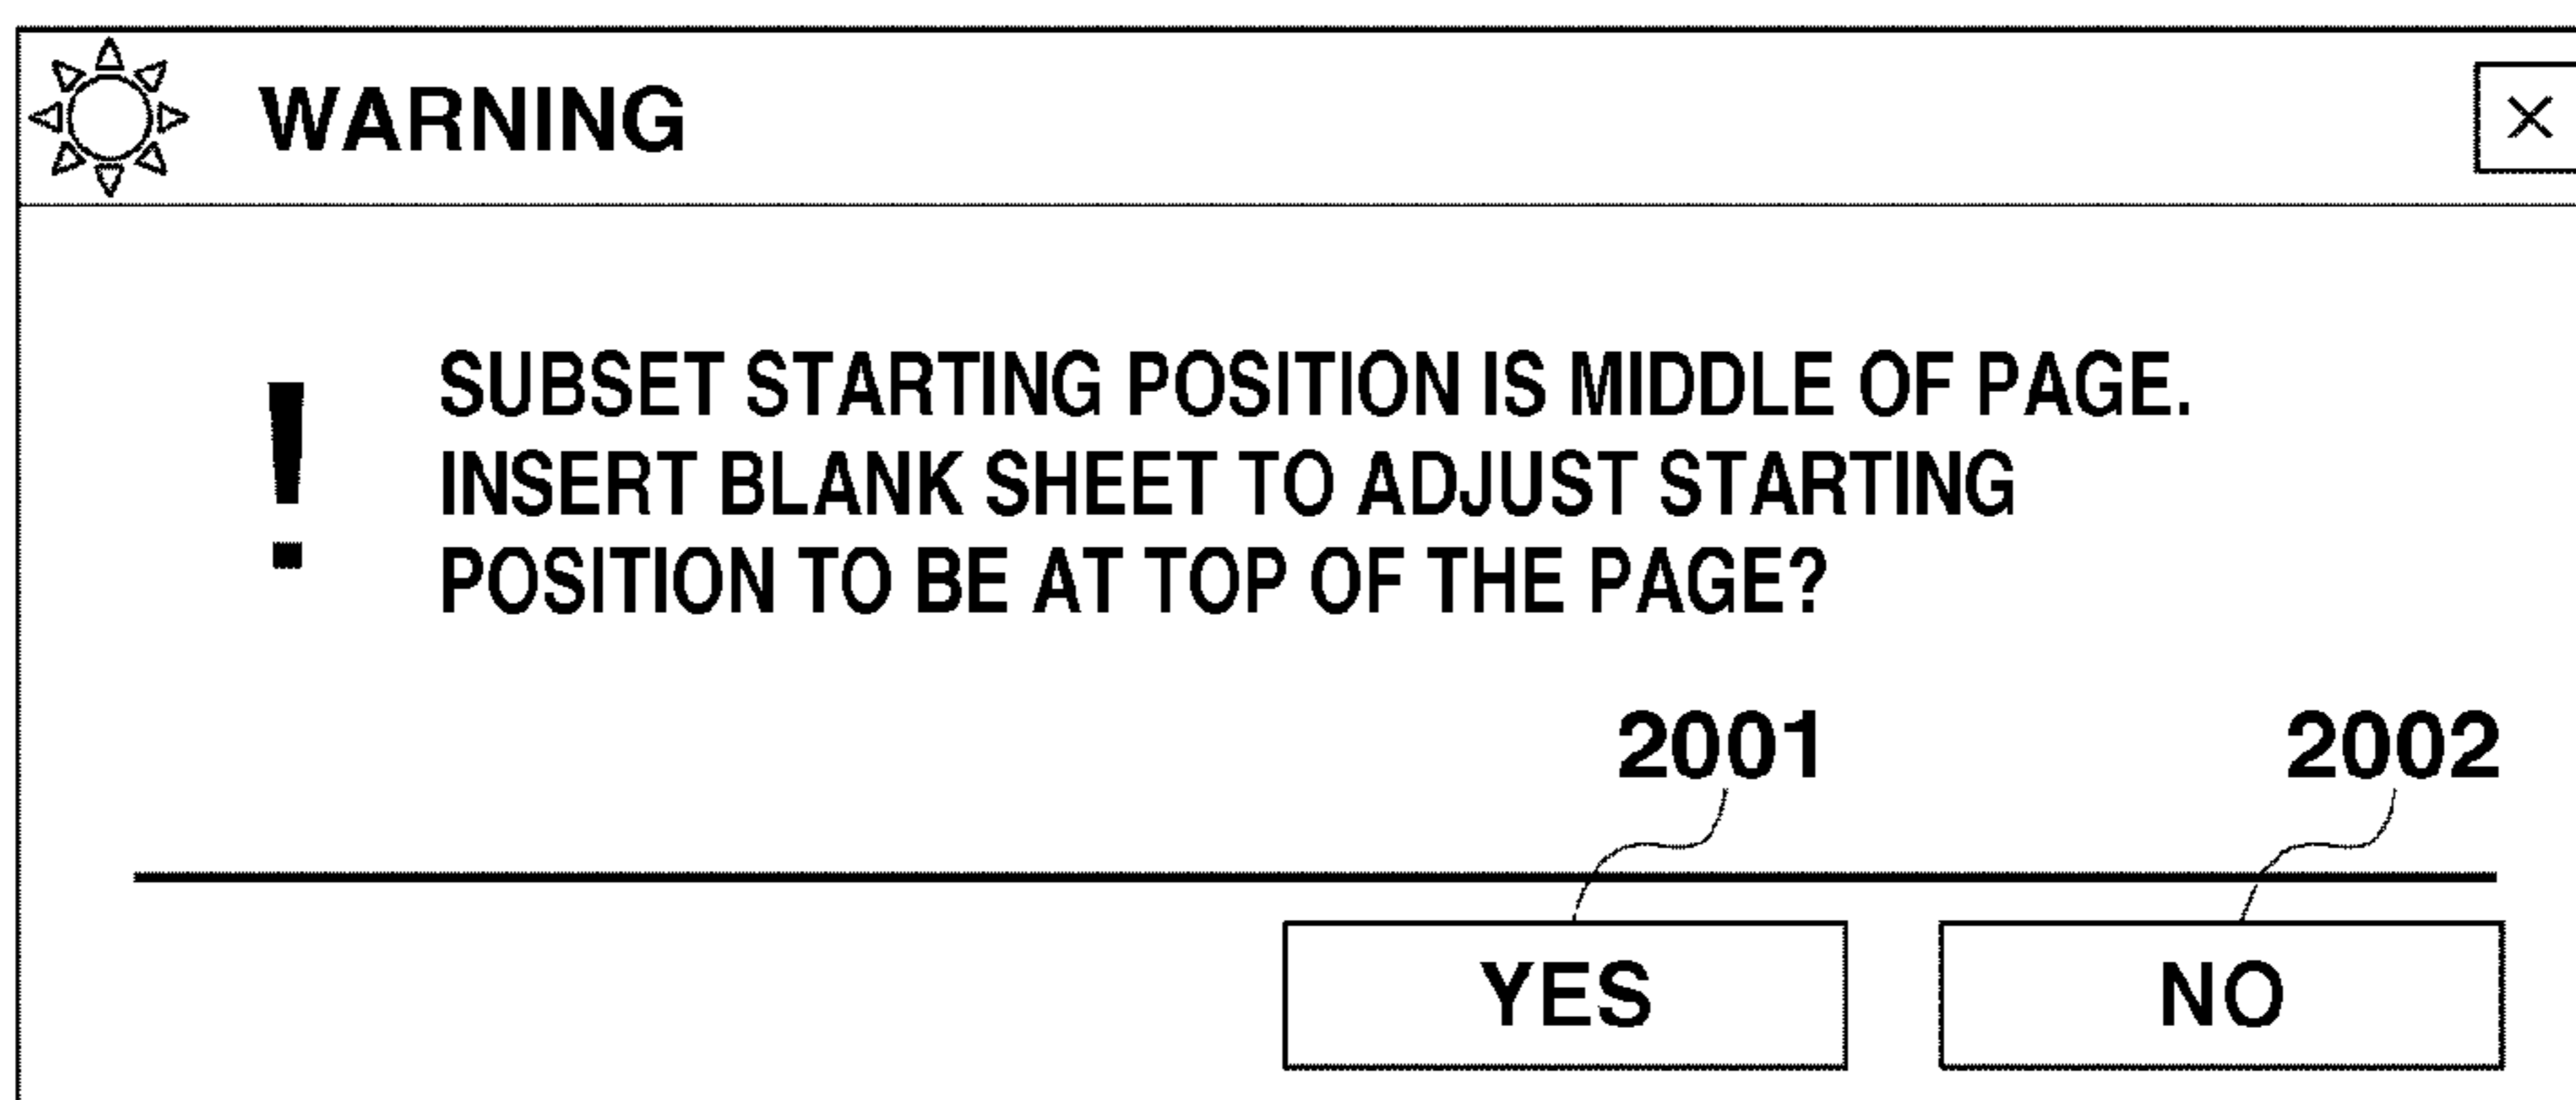 WARNING
×
SUBSET STARTING POSITION IS MIDDLE OF PAGE.
INSERT BLANK SHEET TO ADJUST STARTING
POSITION TO BE AT TOP OF THE PAGE?
!
2001
2002
YES
NO